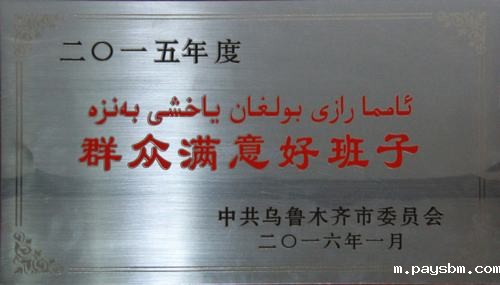 二〇一五年度
ئامما رازى بولغان ياخشى بەنزە
群众满意好班子
中共乌鲁木齐市委员会
二〇一六年一月
m.paysbm.com